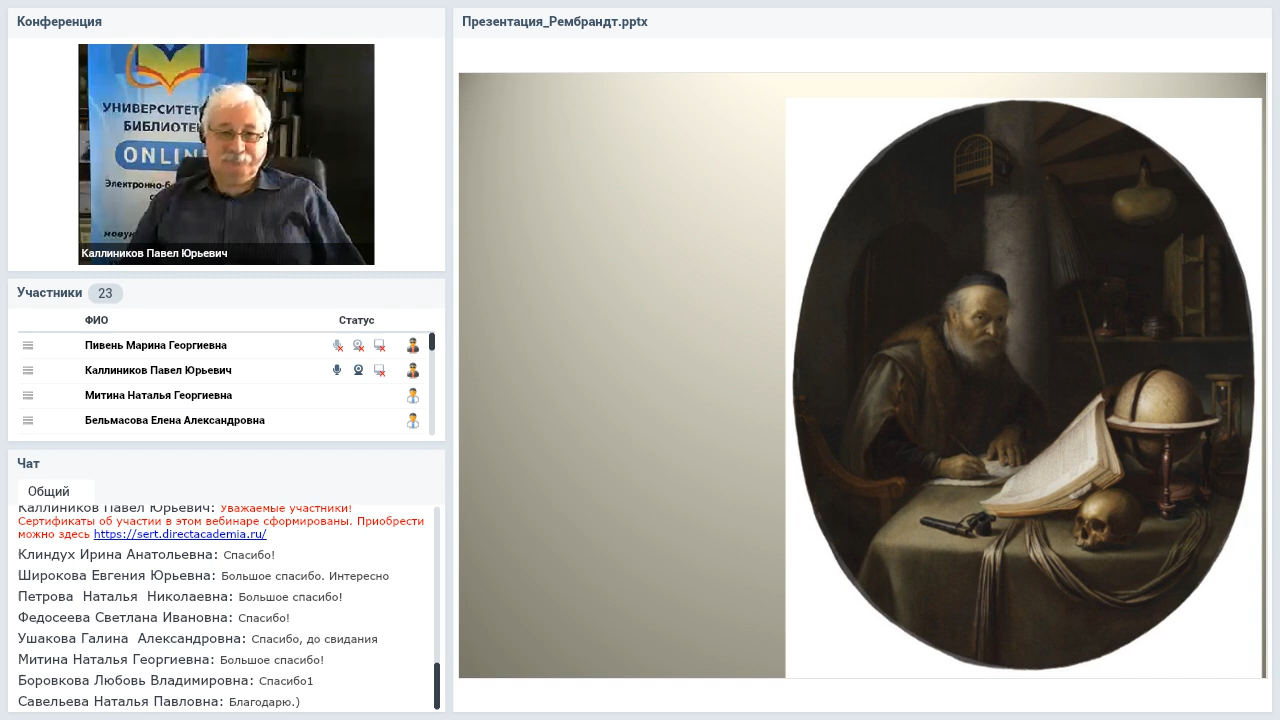 Конференция
УНИВЕРСИТЕТ
БИБЛИОТЕ
ONLIN
Электронно-б
Каллиников Павел Юрьевич
Участники 23
ФИО Статус
Пивень Марина Георгиевна
Каллиников Павел Юрьевич
Митина Наталья Георгиевна
Бельмасова Елена Александровна
Чат
Общий
Каллиников Павел Юрьевич: Уважаемые участники!
Сертификаты об участии в этом вебинаре сформированы. Приобрести
можно здесь https://sert.directacademia.ru/
Клиндух Ирина Анатольевна: Спасибо!
Широкова Евгения Юрьевна: Большое спасибо. Интересно
Петрова Наталья Николаевна: Большое спасибо!
Федосеева Светлана Ивановна: Спасибо!
Ушакова Галина Александровна: Спасибо, до свидания
Митина Наталья Георгиевна: Большое спасибо!
Боровкова Любовь Владимировна: Спасибо1
Савельева Наталья Павловна: Благодарю.)
Презентация_Рембрандт.pptx